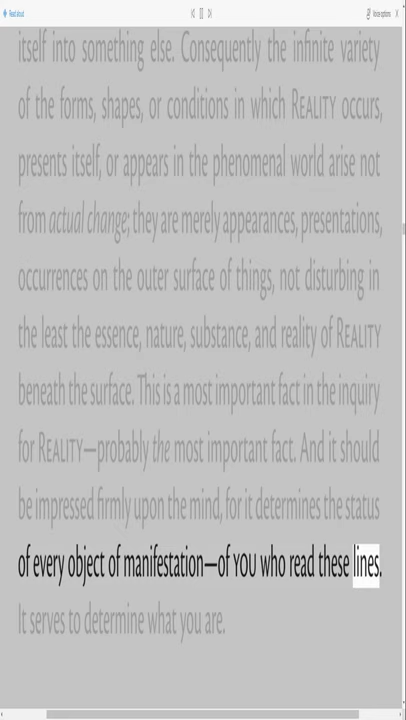 Read aloud
Voice options
itself into something else. Consequently the infinite variety
of the forms, shapes, or conditions in which REALITY occurs,
presents itself, or appears in the phenomenal world arise not
from actual change; they are merely appearances, presentations,
occurrences on the outer surface of things, not disturbing in
the least the essence, nature, substance, and reality of REALITY
beneath the surface. This is a most important fact in the inquiry
for REALITY—probably the most important fact. And it should
be impressed firmly upon the mind, for it determines the status
of every object of manifestation—of YOU who read these lines.
It serves to determine what you are.